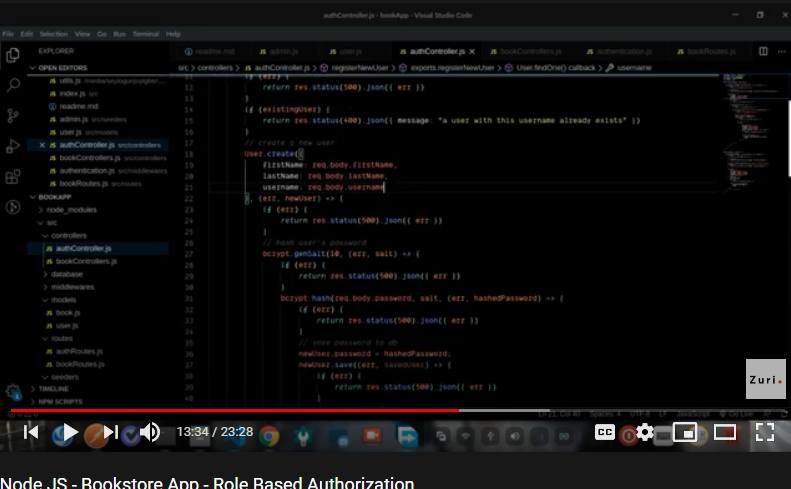 authController.js - bookApp - Visual Studio Code
File Edit Selection View Go Run Terminal Help
EXPLORER
readme.md
admin.js
user.js
authController.js
bookControllers.js
authentication.js
bookRoutes.js
OPEN EDITORS
src > controllers > authController.js > registerNewUser > exports.registerNewUser > User.findOne() callback > username
utils.js
index.js src
readme.md
admin.js src/seeders
user.js src/models
authController.js src/controllers
bookControllers.js src/controllers
authentication.js src/middlewares
bookRoutes.js src/routes
BOOKAPP
node_modules
src
controllers
authController.js
bookControllers.js
database
middlewares
models
book.js
user.js
routes
authRoutes.js
bookRoutes.js
seeders
TIMELINE
NPM SCRIPTS
11 if (err) {
12 return res.status(500).json({ err })
13 }
14 if (existingUser) {
15 return res.status(400).json({ message: "a user with this username already exists" })
16 }
17 // create a new user
18 User.create({
19 firstName: req.body.firstName,
20 lastName: req.body.lastName,
21 username: req.body.username
22 }, (err, newUser) => {
23 if (err) {
24 return res.status(500).json({ err })
25 }
26 // hash user's password
27 bcrypt.genSalt(10, (err, salt) => {
28 if (err) {
29 return res.status(500).json({ err })
30 }
31 bcrypt.hash(req.body.password, salt, (err, hashedPassword) => {
32 if (err) {
33 return res.status(500).json({ err })
34 }
35 // save password to db
36 newUser.password = hashedPassword;
37 newUser.save((err, savedUser) => {
38 if (err) {
39 return res.status(500).json({ err })
40 }
Zuri.
Ln 21, Col 40 Spaces: 4 UTF-8 LF JavaScript Go Live
13:34 / 23:28
CC
Node JS - Bookstore App - Role Based Authorization